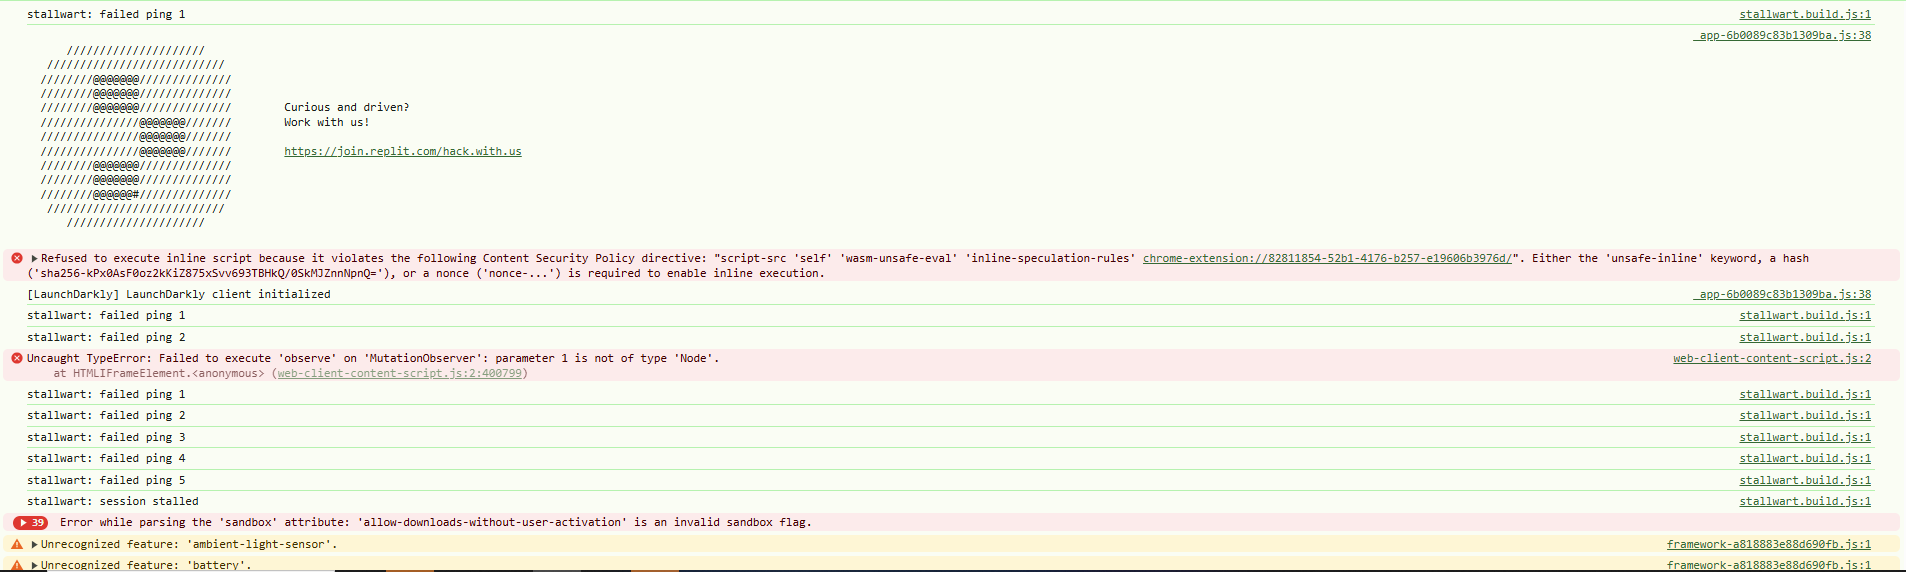 stallwart: failed ping 1 stallwart.build.js:1
_app-6b0089c83b1309ba.js:38
/////////////////////
///////////////////////////
////////@@@@@@@//////////////
////////@@@@@@@//////////////
////////@@@@@@@////////////// Curious and driven?
///////////////@@@@@@@/////// Work with us!
///////////////@@@@@@@///////
///////////////@@@@@@@/////// https://join.replit.com/hack.with.us
////////@@@@@@@//////////////
////////@@@@@@@//////////////
////////@@@@@@#//////////////
///////////////////////////
/////////////////////
Refused to execute inline script because it violates the following Content Security Policy directive: "script-src 'self' 'wasm-unsafe-eval' 'inline-speculation-rules' chrome-extension://82811854-52b1-4176-b257-e19606b3976d/". Either the 'unsafe-inline' keyword, a hash
('sha256-kPx0AsF0oz2kKiZ875xSvv693TBHkQ/0SkMJZnnNpnQ='), or a nonce ('nonce-...') is required to enable inline execution.
[LaunchDarkly] LaunchDarkly client initialized _app-6b0089c83b1309ba.js:38
stallwart: failed ping 1 stallwart.build.js:1
stallwart: failed ping 2 stallwart.build.js:1
Uncaught TypeError: Failed to execute 'observe' on 'MutationObserver': parameter 1 is not of type 'Node'. web-client-content-script.js:2
at HTMLIFrameElement.<anonymous> (web-client-content-script.js:2:400799)
stallwart: failed ping 1 stallwart.build.js:1
stallwart: failed ping 2 stallwart.build.js:1
stallwart: failed ping 3 stallwart.build.js:1
stallwart: failed ping 4 stallwart.build.js:1
stallwart: failed ping 5 stallwart.build.js:1
stallwart: session stalled stallwart.build.js:1
39 Error while parsing the 'sandbox' attribute: 'allow-downloads-without-user-activation' is an invalid sandbox flag.
Unrecognized feature: 'ambient-light-sensor'. framework-a818883e88d690fb.js:1
Unrecognized feature: 'battery'. framework-a818883e88d690fb.js:1